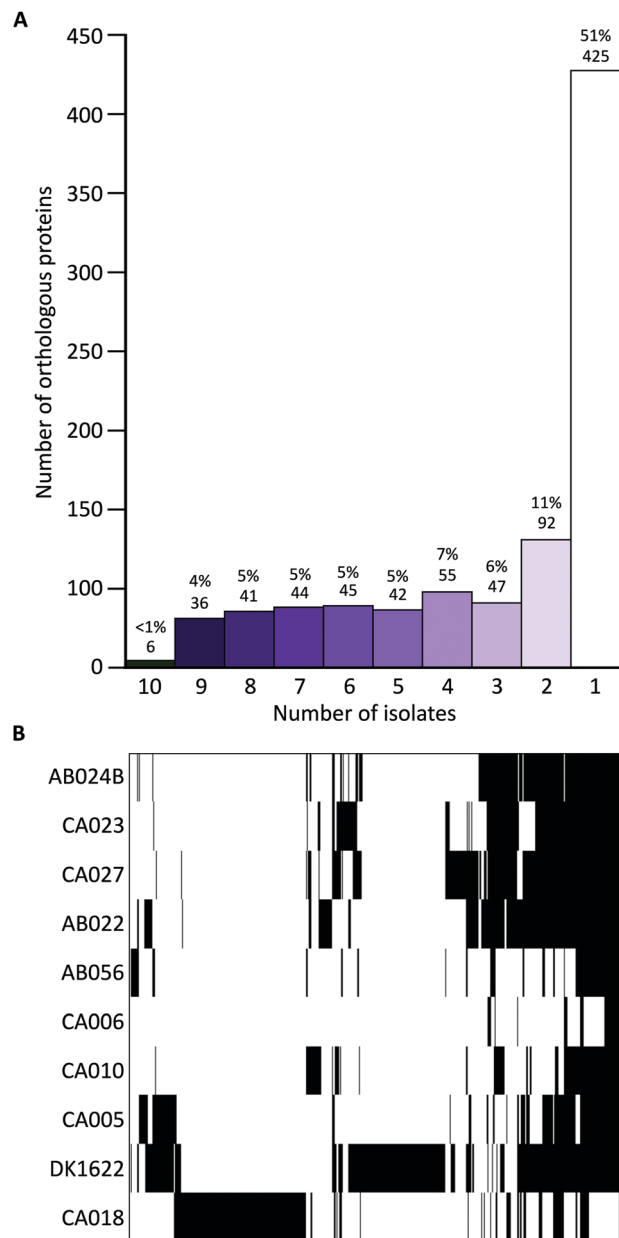 A
450
400
350
300
250
200
150
100
0
Number of orthologous proteins
<1%
6
4%
36
5%
41
5%
44
5%
45
5%
42
7%
55
6%
47
11%
92
51%
425
10 9 8 7 6 5 4 3 2 1
Number of isolates
B
AB024B
CA023
CA027
AB022
AB056
CA006
CA010
CA005
DK1622
CA018